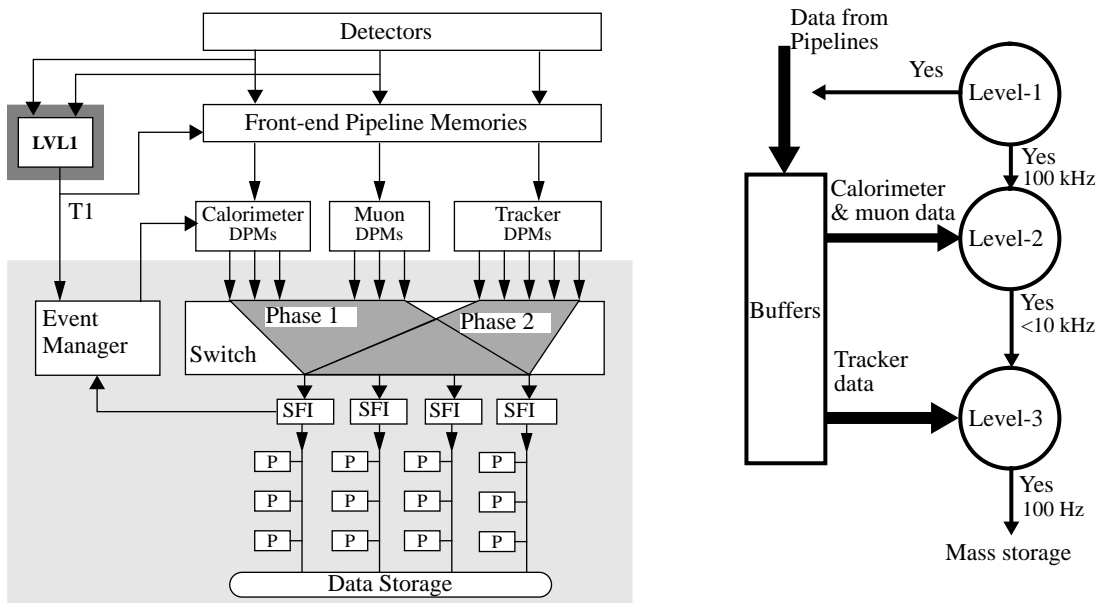 Detectors
LVL1
Front-end Pipeline Memories
T1
Calorimeter
DPMs
Muon
DPMs
Tracker
DPMs
Event
Manager
Phase 1
Phase 2
Switch
SFI
SFI
SFI
SFI
P
P
P
P
P
P
P
P
P
P
P
P
Data Storage
Data from
Pipelines
Yes
Level-1
Yes
100 kHz
Calorimeter
& muon data
Level-2
Buffers
Yes
<10 kHz
Tracker
data
Level-3
Yes
100 Hz
Mass storage